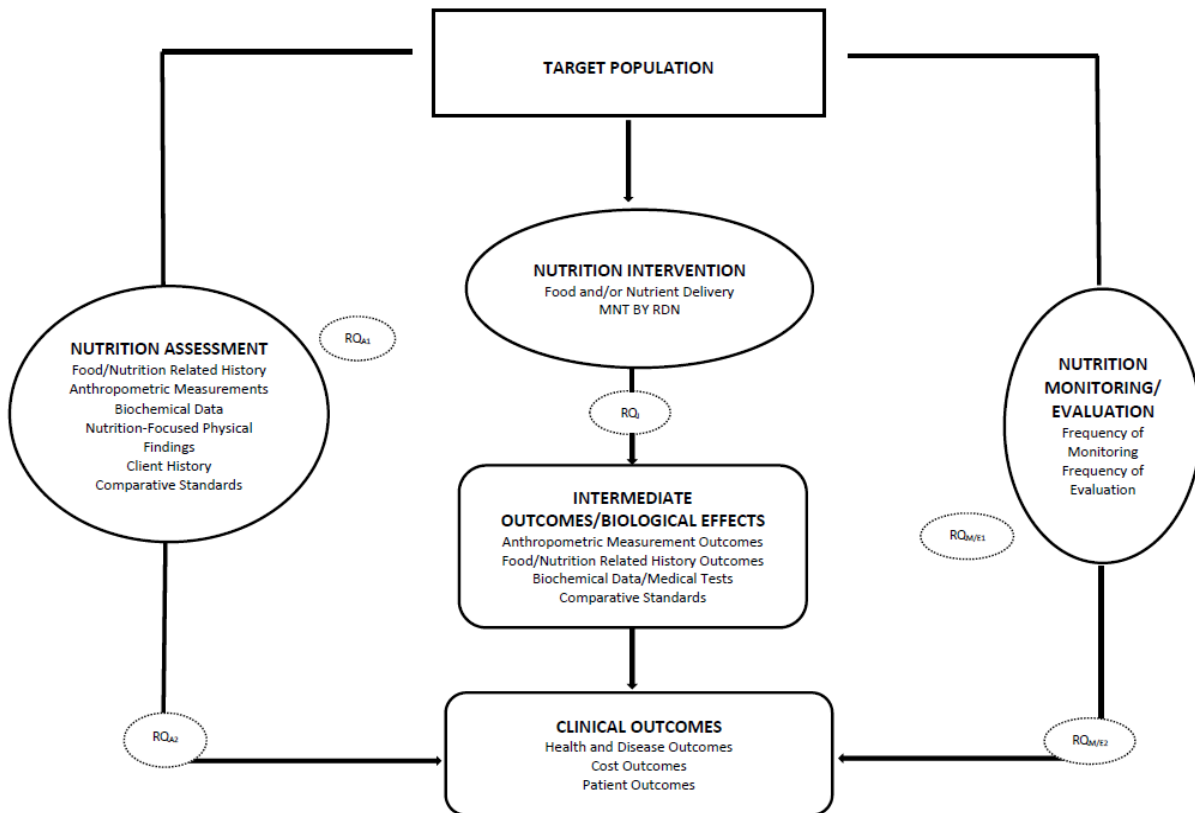 TARGET POPULATION
NUTRITION INTERVENTION
Food and/or Nutrient Delivery
MNT BY RDN
RQA1
NUTRITION ASSESSMENT
Food/Nutrition Related History
Anthropometric Measurements
Biochemical Data
Nutrition-Focused Physical
Findings
Client History
Comparative Standards
NUTRITION
MONITORING/
EVALUATION
Frequency of
Monitoring
Frequency of
Evaluation
RQI
INTERMEDIATE
OUTCOMES/BIOLOGICAL EFFECTS
Anthropometric Measurement Outcomes
Food/Nutrition Related History Outcomes
Biochemical Data/Medical Tests
Comparative Standards
RQM/E1
RQA2
CLINICAL OUTCOMES
Health and Disease Outcomes
Cost Outcomes
Patient Outcomes
RQM/E2